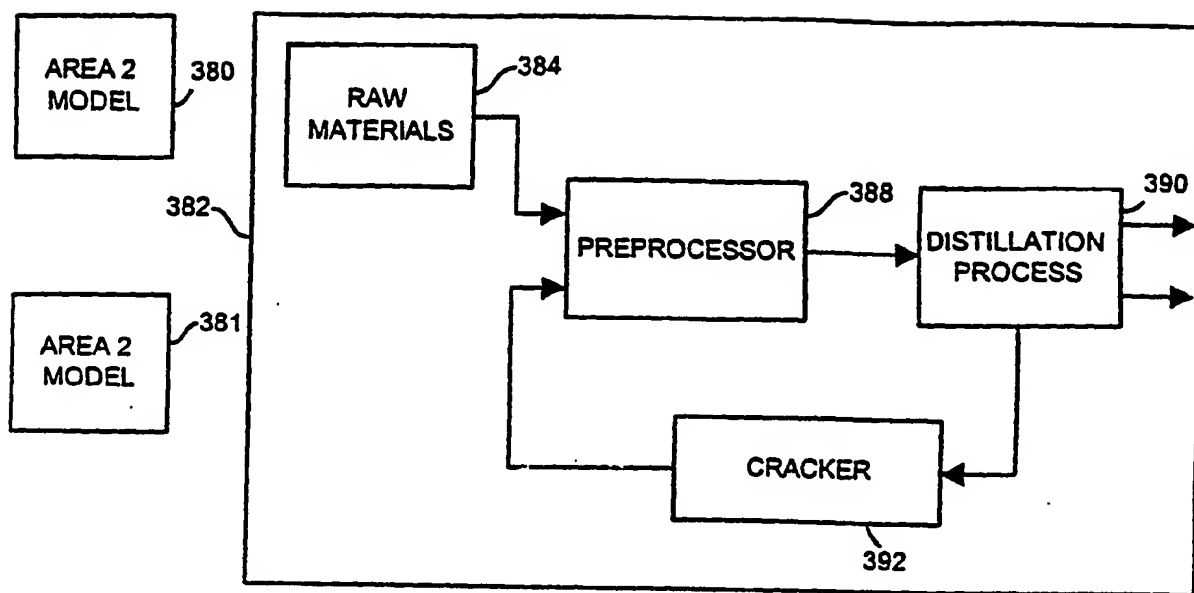 AREA 2
MODEL
380
RAW
MATERIALS
384
382
PREPROCESSOR
388
DISTILLATION
PROCESS
390
AREA 2
MODEL
381
CRACKER
392